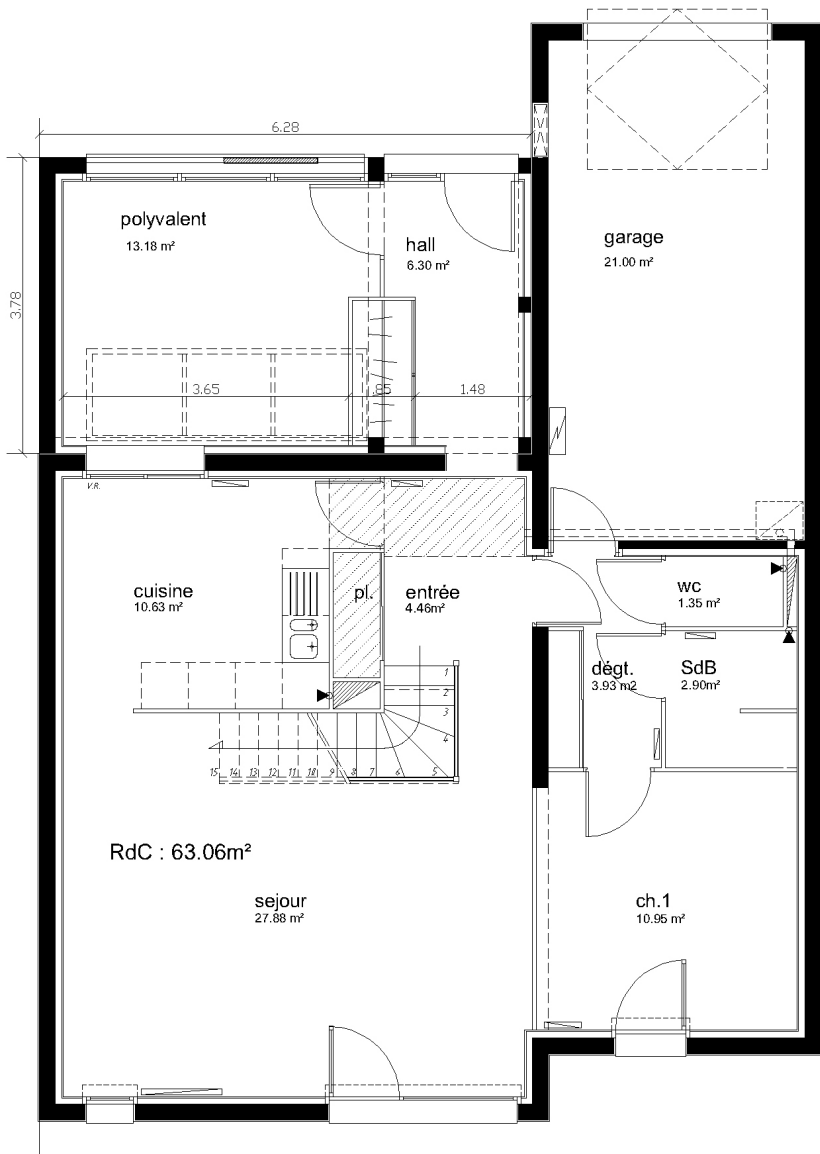 6.28
polyvalent
13.18 m²
hall
6.30 m²
garage
21.00 m²
3.78
3.65
.85
1.48
V.R.
cuisine
10.63 m²
pl.
entrée
4.46m²
wc
1.35 m²
dégt.
3.93 m2
SdB
2.90m²
1
2
3
4
5
6
7
8
9
10
11
12
13
14
15
RdC : 63.06m²
sejour
27.88 m²
ch.1
10.95 m²